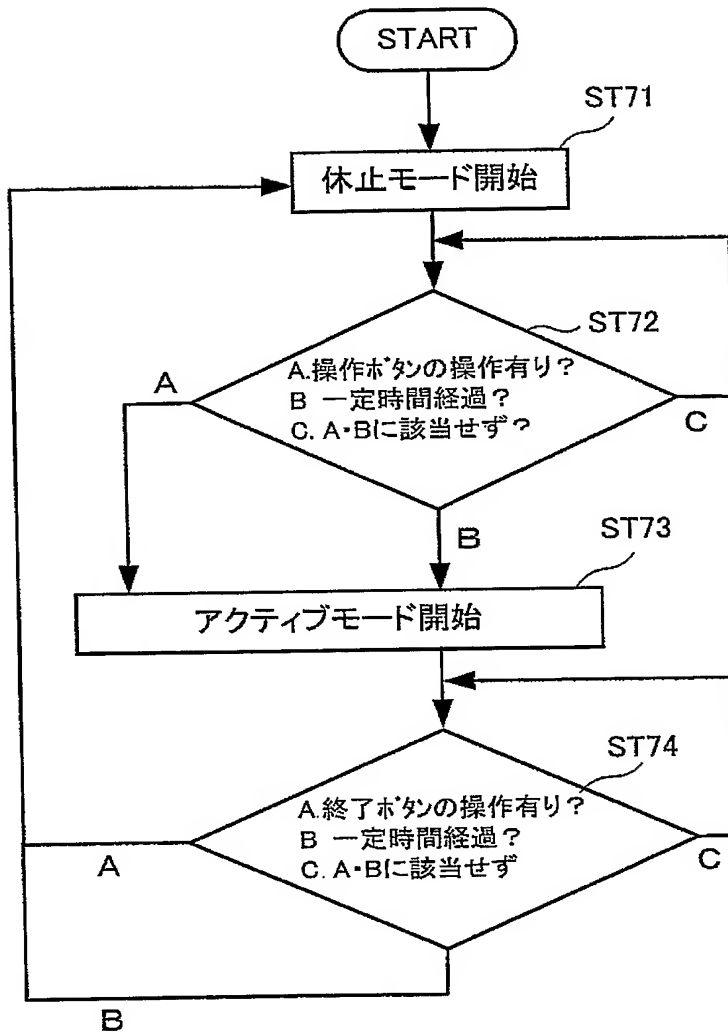 START
ST71
休止モード開始
ST72
A.操作ボタンの操作有り?
B 一定時間経過?
C. A・Bに該当せず?
A
C
B
ST73
アクティブモード開始
ST74
A.終了ボタンの操作有り?
B 一定時間経過?
C. A・Bに該当せず
A
C
B